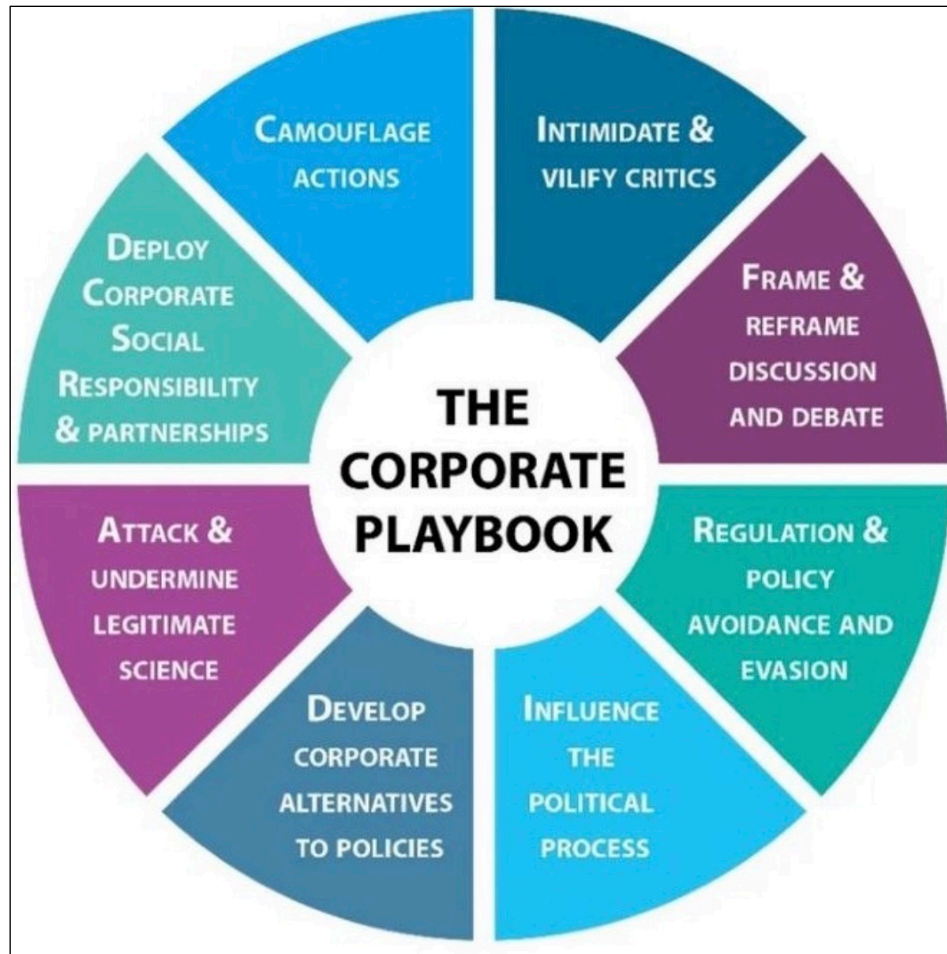 THE
CORPORATE
PLAYBOOK
INTIMIDATE &
VILIFY CRITICS
FRAME &
REFRAME
DISCUSSION
AND DEBATE
REGULATION &
POLICY
AVOIDANCE AND
EVASION
INFLUENCE
THE
POLITICAL
PROCESS
DEVELOP
CORPORATE
ALTERNATIVES
TO POLICIES
ATTACK &
UNDERMINE
LEGITIMATE
SCIENCE
DEPLOY
CORPORATE
SOCIAL
RESPONSIBILITY
& PARTNERSHIPS
CAMOUFLAGE
ACTIONS